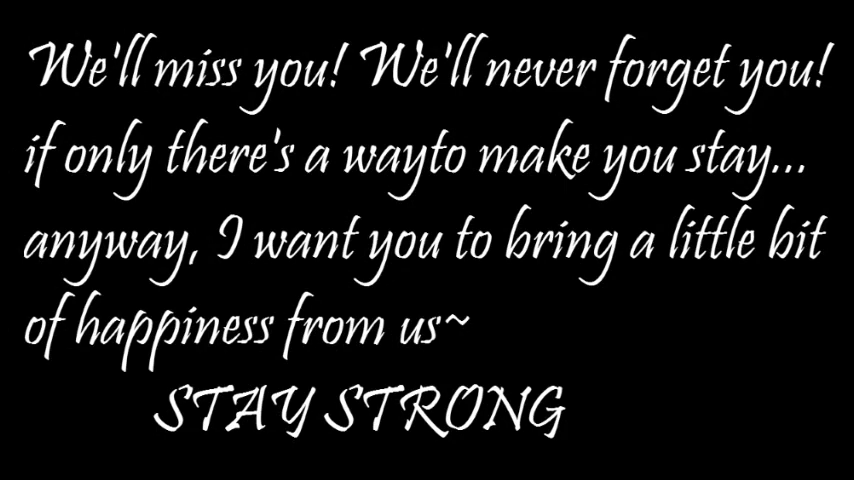 We'll miss you! We'll never forget you!
if only there's a wayto make you stay...
anyway, I want you to bring a little bit
of happiness from us~
STAY STRONG